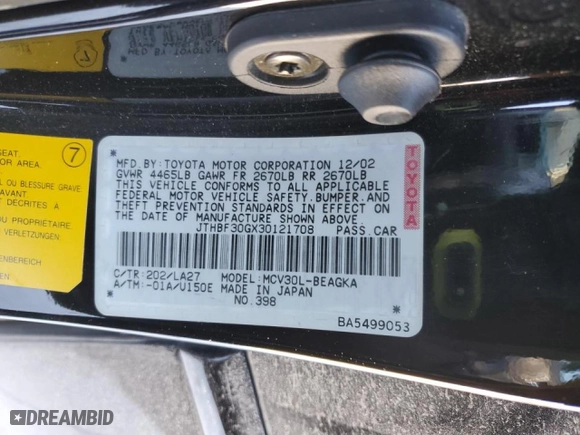 7
SEAT
OR AREA
OU BLESSURE GRAVE
AVANT
DÉCRITES À
PROPRIÉTAIRE
MFD.BY:TOYOTA MOTOR CORPORATION 12/02
GVWR 4465LB GAWR FR 2670LB RR 2670LB
THIS VEHICLE CONFORMS TO ALL APPLICABLE
FEDERAL MOTOR VEHICLE SAFETY,BUMPER,AND
THEFT PREVENTION STANDARDS IN EFFECT ON
THE DATE OF MANUFACTURE SHOWN ABOVE.
JTHBF30GX30121708 PASS.CAR
TOYOTA
C/TR:202/LA27 MODEL:MCV30L-BEAGKA
A/TM:-01A/U150E MADE IN JAPAN
NO.398
BA5499053
DREAMBID